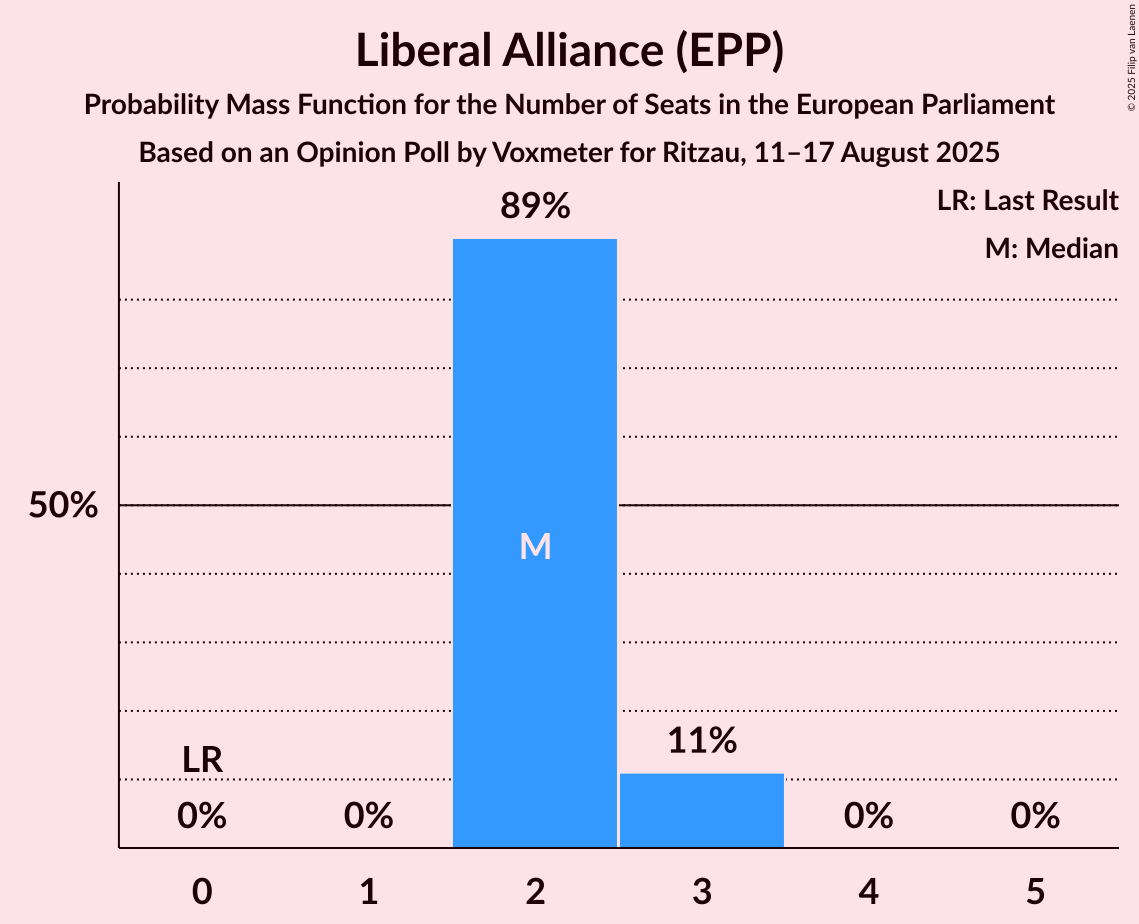 Liberal Alliance (EPP)
Probability Mass Function for the Number of Seats in the European Parliament
Based on an Opinion Poll by Voxmeter for Ritzau, 11–17 August 2025
© 2025 Filip van Laenen
LR: Last Result
M: Median
89%
50%
M
11%
LR
0% 0% 0% 0%
0 1 2 3 4 5